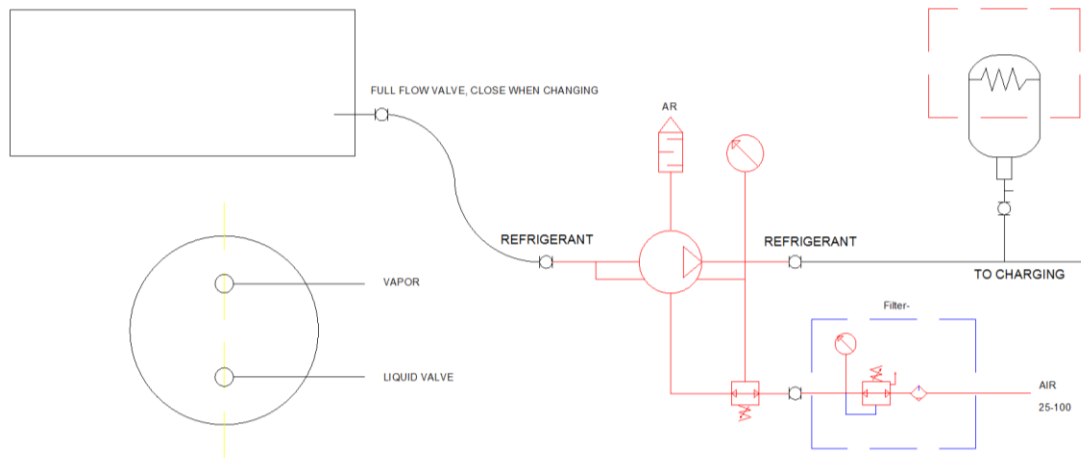 FULL FLOW VALVE, CLOSE WHEN CHANGING
AR
REFRIGERANT
REFRIGERANT
TO CHARGING
VAPOR
LIQUID VALVE
Filter-
AIR
25-100